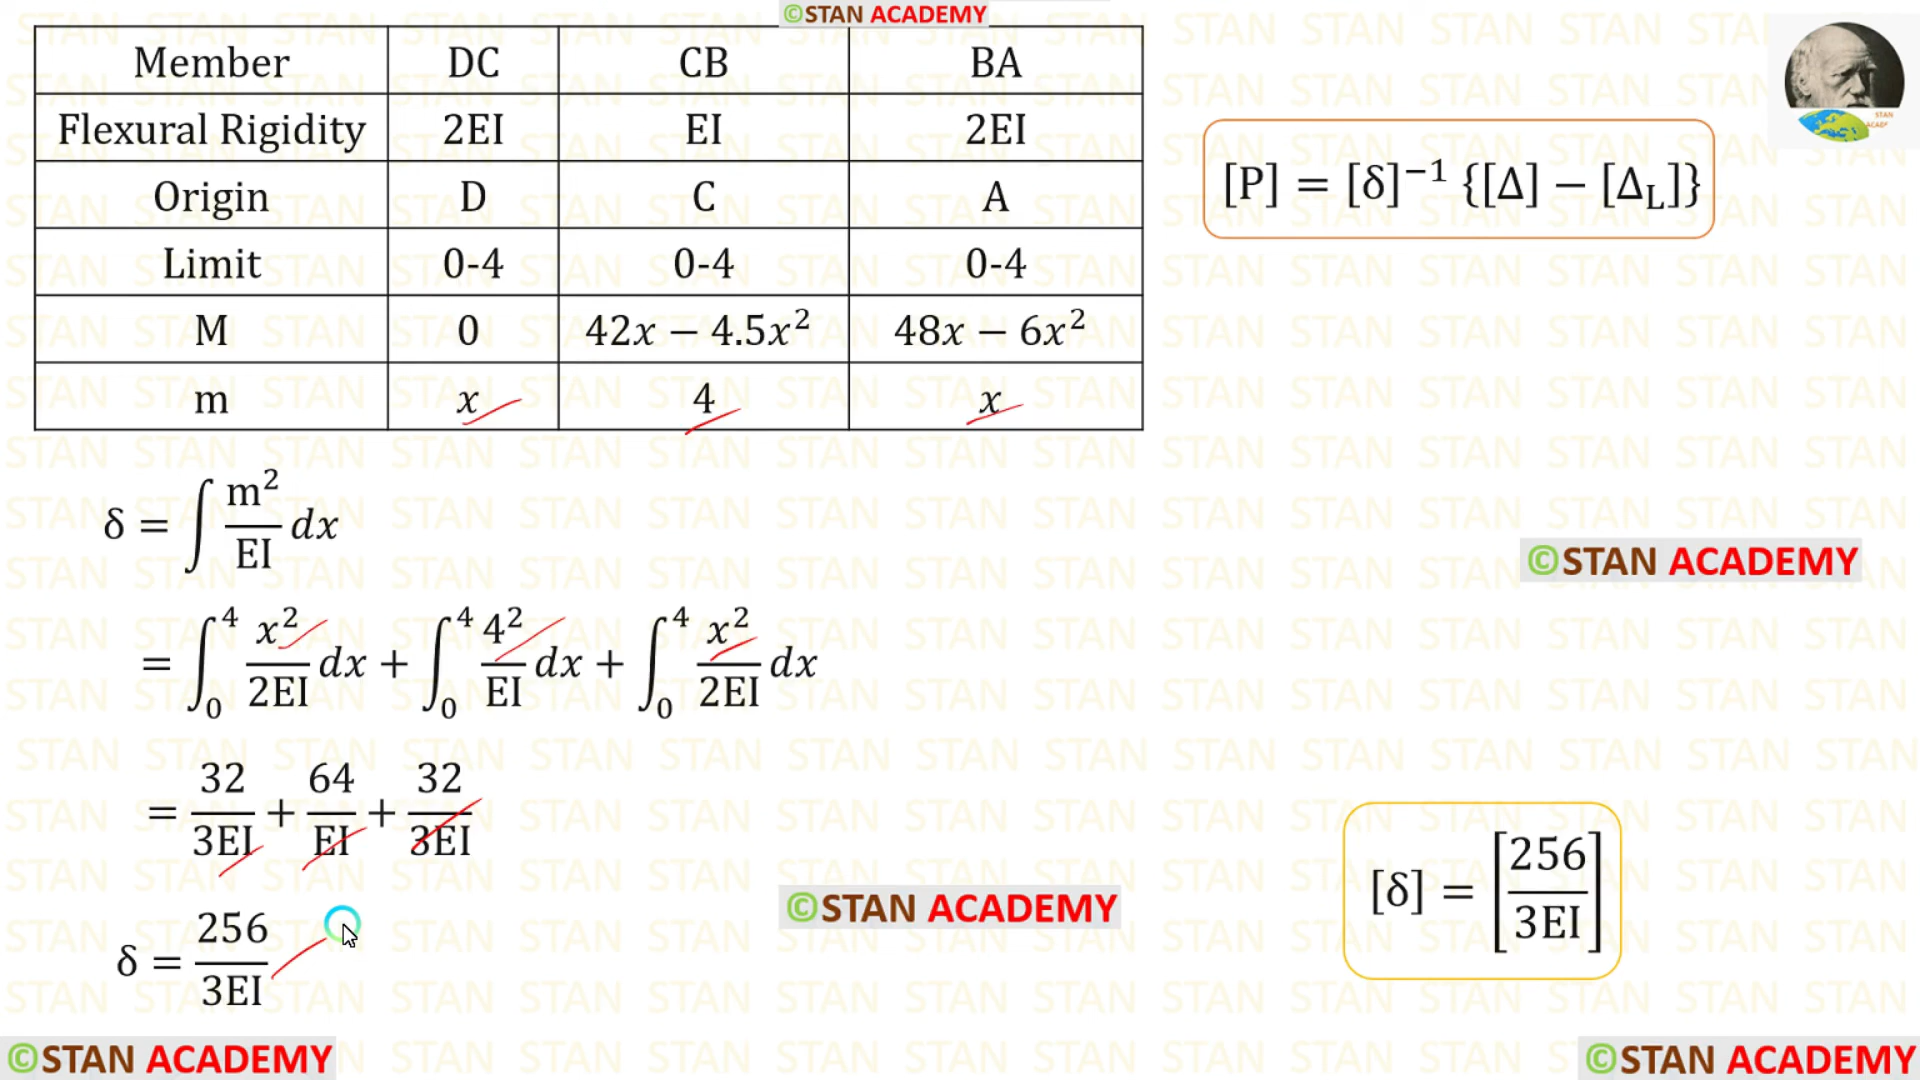 ©STAN ACADEMY
Member DC CB BA
Flexural Rigidity 2EI EI 2EI
Origin D C A
Limit 0-4 0-4 0-4
M 0 42x − 4.5x² 48x − 6x²
m x 4 x
STAN
ACADF
[P] = [δ]⁻¹ {[Δ] − [Δ_L]}
δ = ∫ m²/EI dx
= ∫₀⁴ x²/2EI dx + ∫₀⁴ 4²/EI dx + ∫₀⁴ x²/2EI dx
= 32/3EI + 64/EI + 32/3EI
δ = 256/3EI
©STAN ACADEMY
©STAN ACADEMY
[δ] = [256/3EI]
©STAN ACADEMY
©STAN ACADEMY